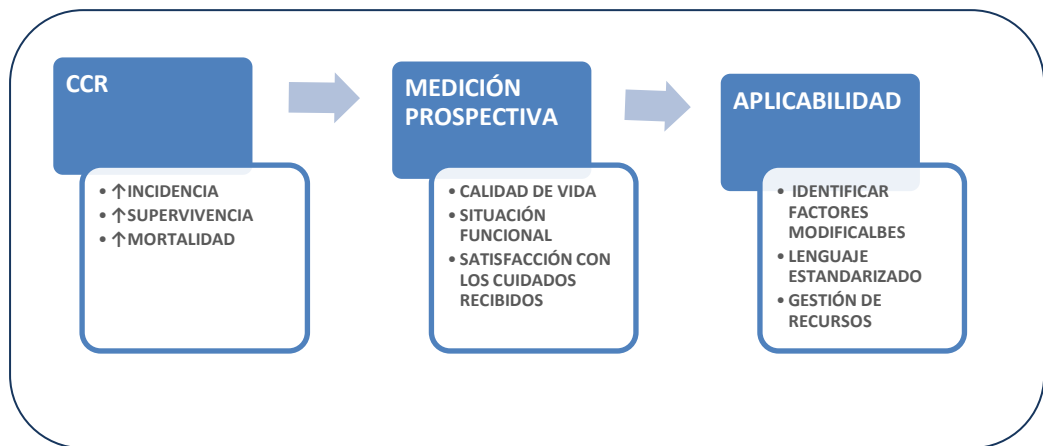 CCR
• ↑INCIDENCIA
• ↑SUPERVIVENCIA
• ↑MORTALIDAD
MEDICIÓN
PROSPECTIVA
• CALIDAD DE VIDA
• SITUACIÓN
FUNCIONAL
• SATISFACCIÓN CON
LOS CUIDADOS
RECIBIDOS
APLICABILIDAD
• IDENTIFICAR
FACTORES
MODIFICALBES
• LENGUAJE
ESTANDARIZADO
• GESTIÓN DE
RECURSOS